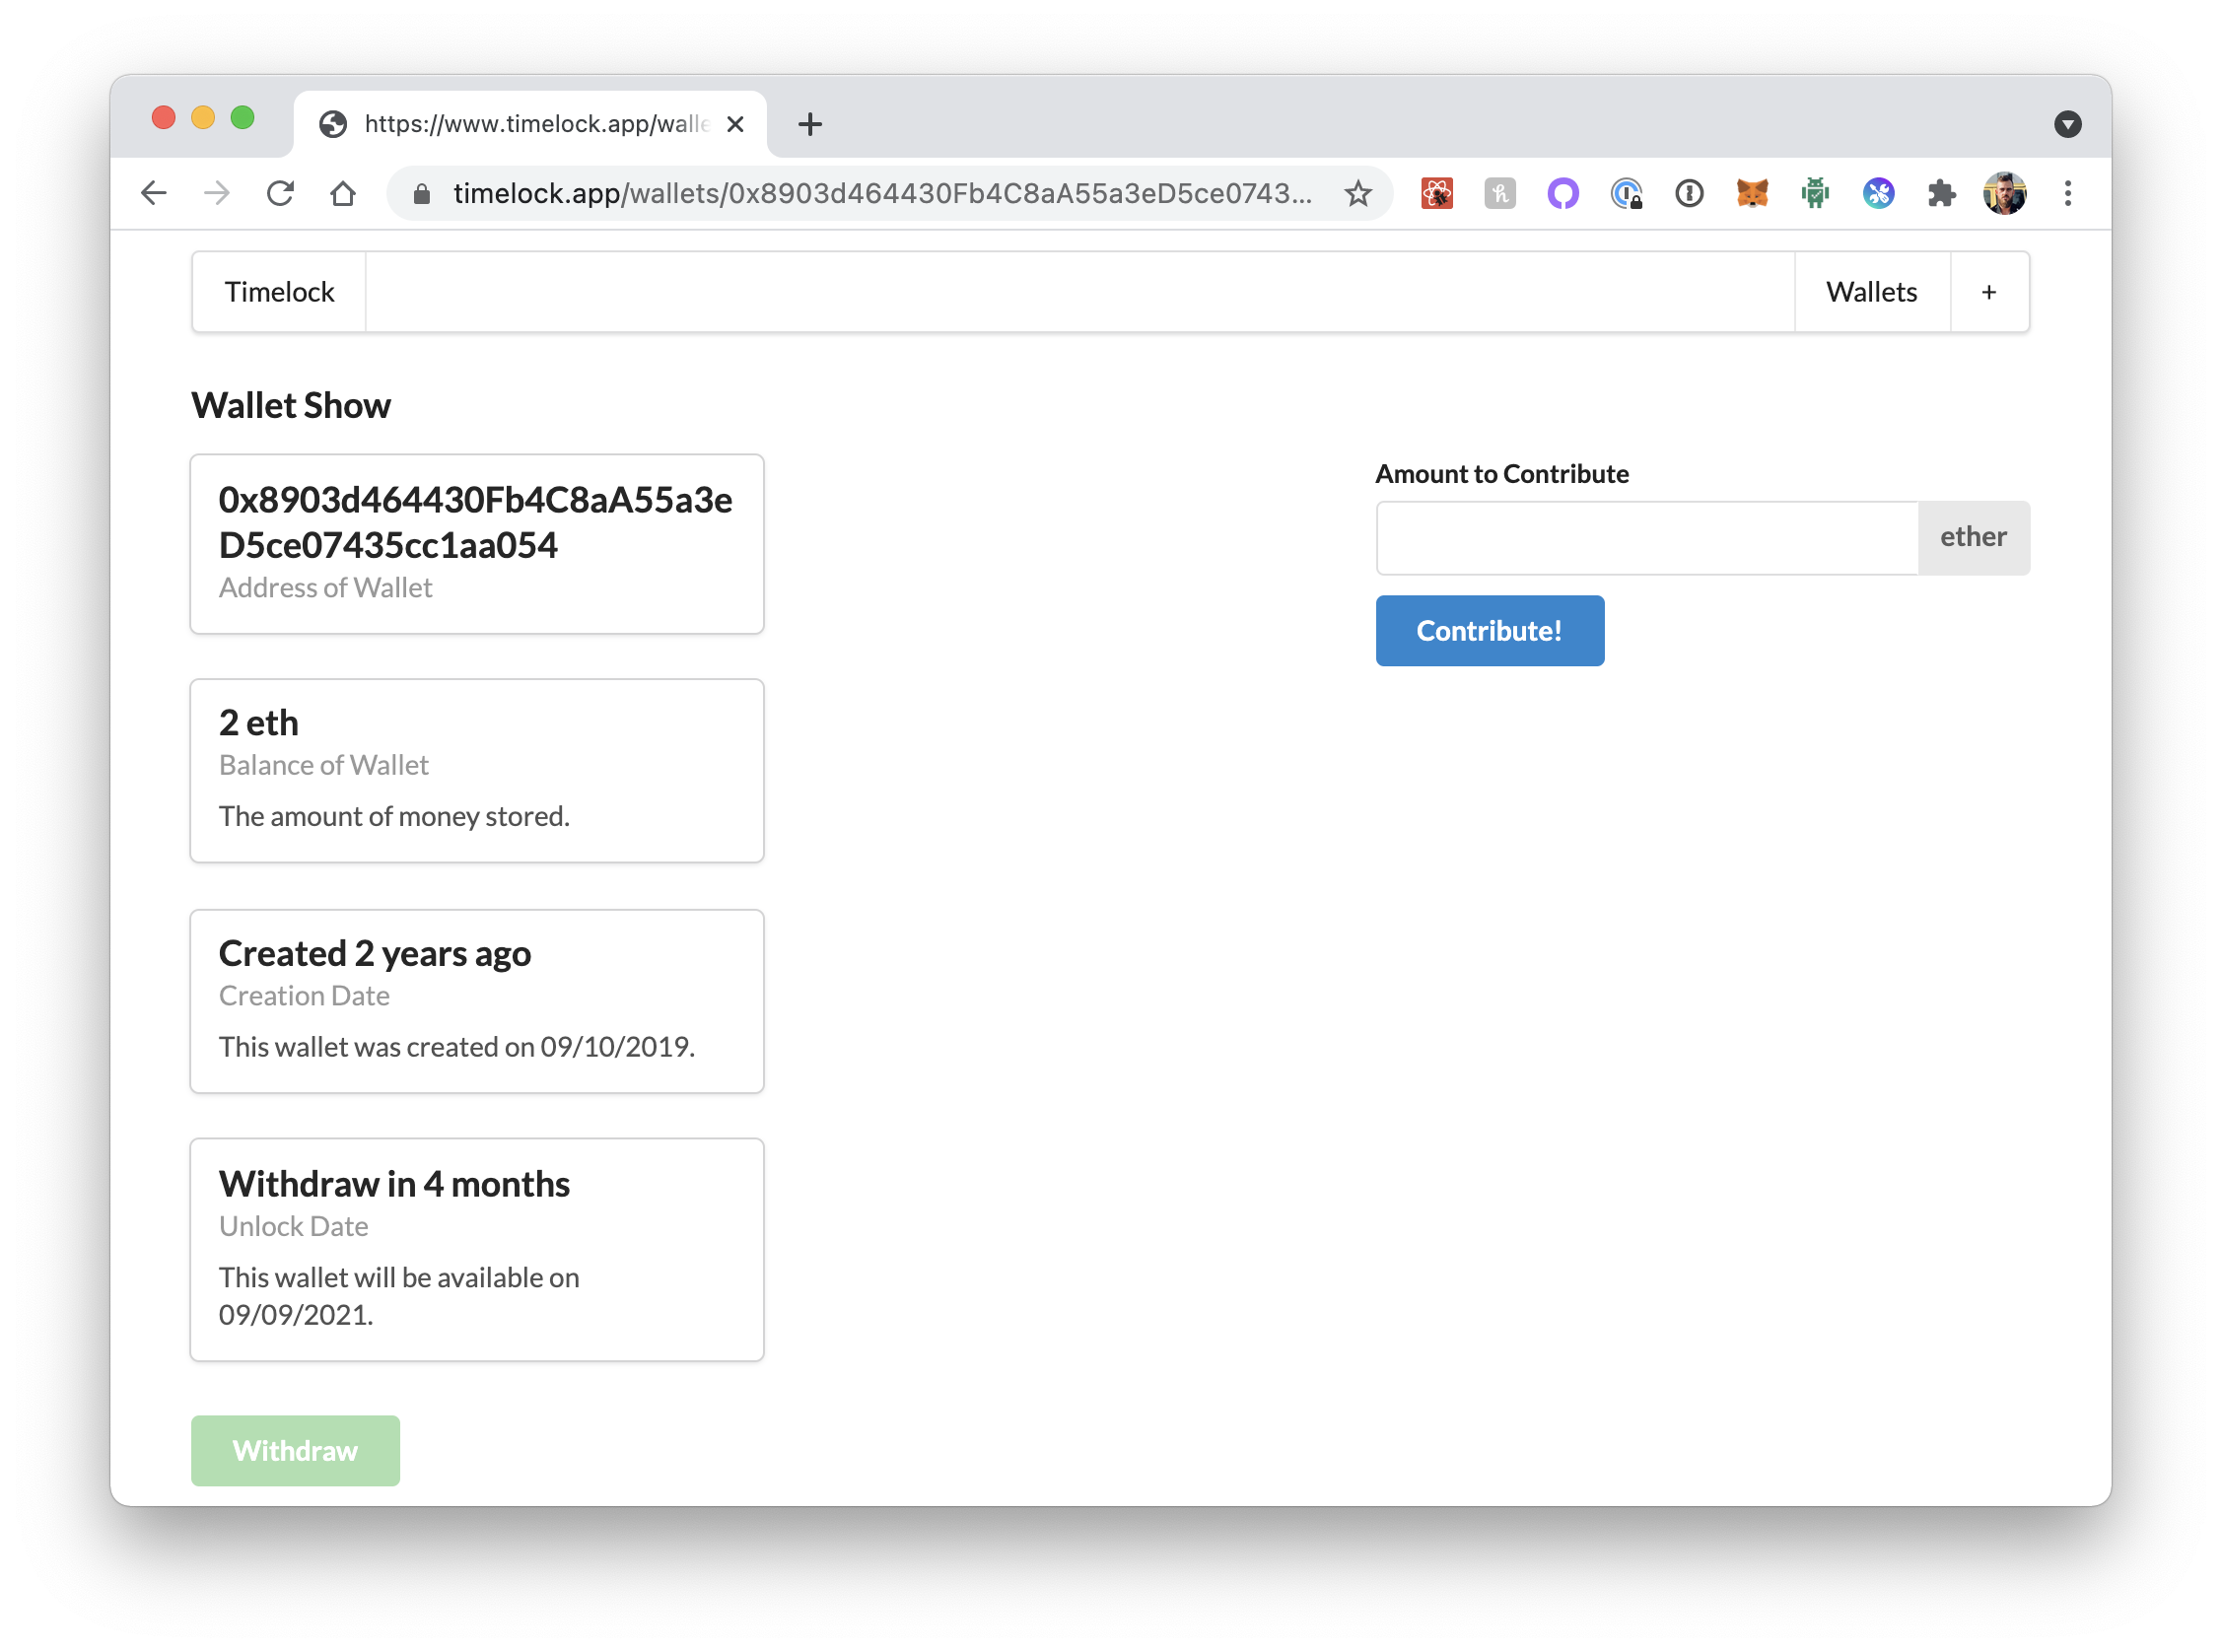 https://www.timelock.app/walle
timelock.app/wallets/0x8903d464430Fb4C8aA55a3eD5ce0743...
Timelock
Wallets
+
Wallet Show
0x8903d464430Fb4C8aA55a3e
D5ce07435cc1aa054
Address of Wallet
Amount to Contribute
ether
Contribute!
2 eth
Balance of Wallet
The amount of money stored.
Created 2 years ago
Creation Date
This wallet was created on 09/10/2019.
Withdraw in 4 months
Unlock Date
This wallet will be available on
09/09/2021.
Withdraw